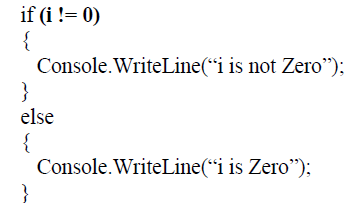 if (i != 0)
{
Console.WriteLine(“i is not Zero”);
}
else
{
Console.WriteLine(“i is Zero”);
}